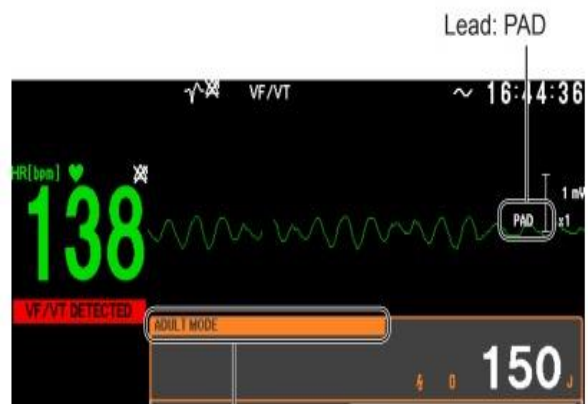 Lead: PAD
VF/VT
16:44:36
HR[bpm]
138
1 mV
PAD
x1
VF/VT DETECTED
ADULT MODE
0
150 J